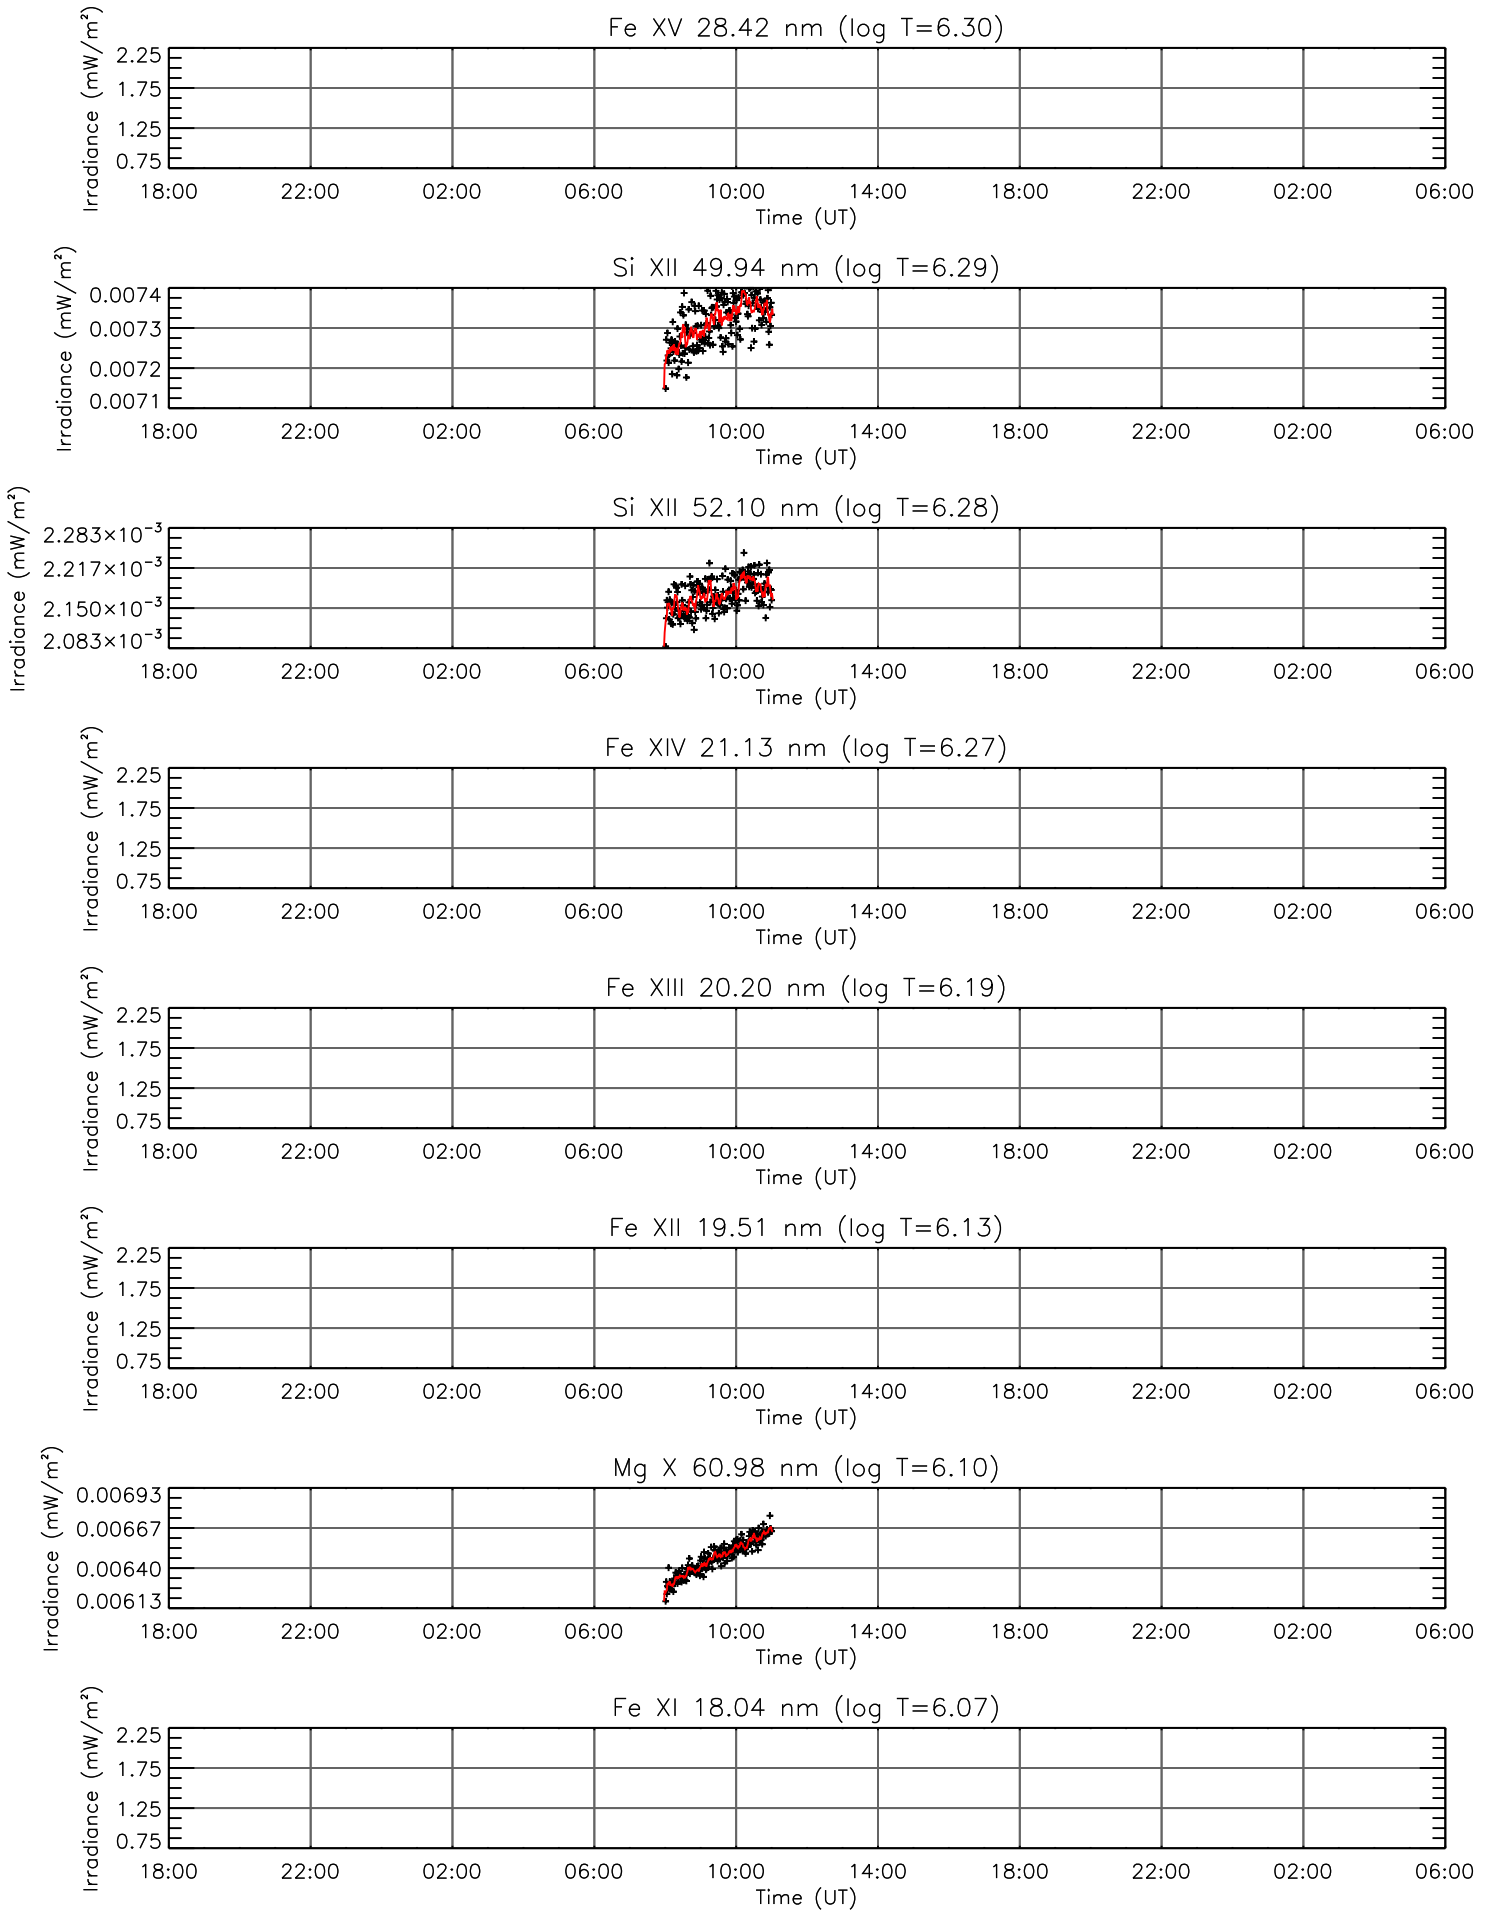 Fe XV 28.42 nm (log T=6.30)
Irradiance (mW/m²)
2.25
1.75
1.25
0.75
18:00 22:00 02:00 06:00 10:00 14:00 18:00 22:00 02:00 06:00
Time (UT)
Si XII 49.94 nm (log T=6.29)
Irradiance (mW/m²)
0.0074
0.0073
0.0072
0.0071
18:00 22:00 02:00 06:00 10:00 14:00 18:00 22:00 02:00 06:00
Time (UT)
Si XII 52.10 nm (log T=6.28)
Irradiance (mW/m²)
2.283×10⁻³
2.217×10⁻³
2.150×10⁻³
2.083×10⁻³
18:00 22:00 02:00 06:00 10:00 14:00 18:00 22:00 02:00 06:00
Time (UT)
Fe XIV 21.13 nm (log T=6.27)
Irradiance (mW/m²)
2.25
1.75
1.25
0.75
18:00 22:00 02:00 06:00 10:00 14:00 18:00 22:00 02:00 06:00
Time (UT)
Fe XIII 20.20 nm (log T=6.19)
Irradiance (mW/m²)
2.25
1.75
1.25
0.75
18:00 22:00 02:00 06:00 10:00 14:00 18:00 22:00 02:00 06:00
Time (UT)
Fe XII 19.51 nm (log T=6.13)
Irradiance (mW/m²)
2.25
1.75
1.25
0.75
18:00 22:00 02:00 06:00 10:00 14:00 18:00 22:00 02:00 06:00
Time (UT)
Mg X 60.98 nm (log T=6.10)
Irradiance (mW/m²)
0.00693
0.00667
0.00640
0.00613
18:00 22:00 02:00 06:00 10:00 14:00 18:00 22:00 02:00 06:00
Time (UT)
Fe XI 18.04 nm (log T=6.07)
Irradiance (mW/m²)
2.25
1.75
1.25
0.75
18:00 22:00 02:00 06:00 10:00 14:00 18:00 22:00 02:00 06:00
Time (UT)